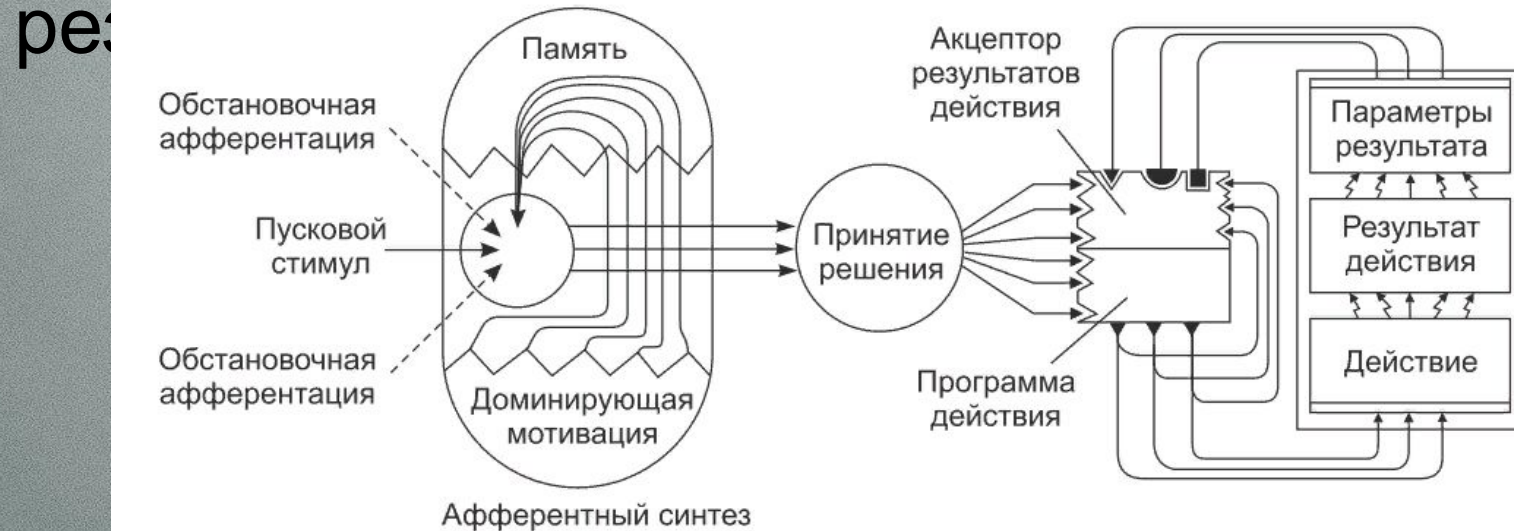 Память
Обстановочная
афферентация
Пусковой
стимул
Обстановочная
афферентация
Доминирующая
мотивация
Афферентный синтез
Принятие
решения
Акцептор
результатов
действия
Программа
действия
Параметры
результата
Результат
действия
Действие